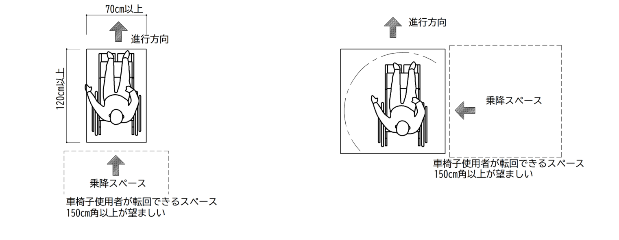 70cm以上
進行方向
120cm以上
乗降スペース
車椅子使用者が転回できるスペース
150cm角以上が望ましい
進行方向
乗降スペース
車椅子使用者が転回できるスペース
150cm角以上が望ましい